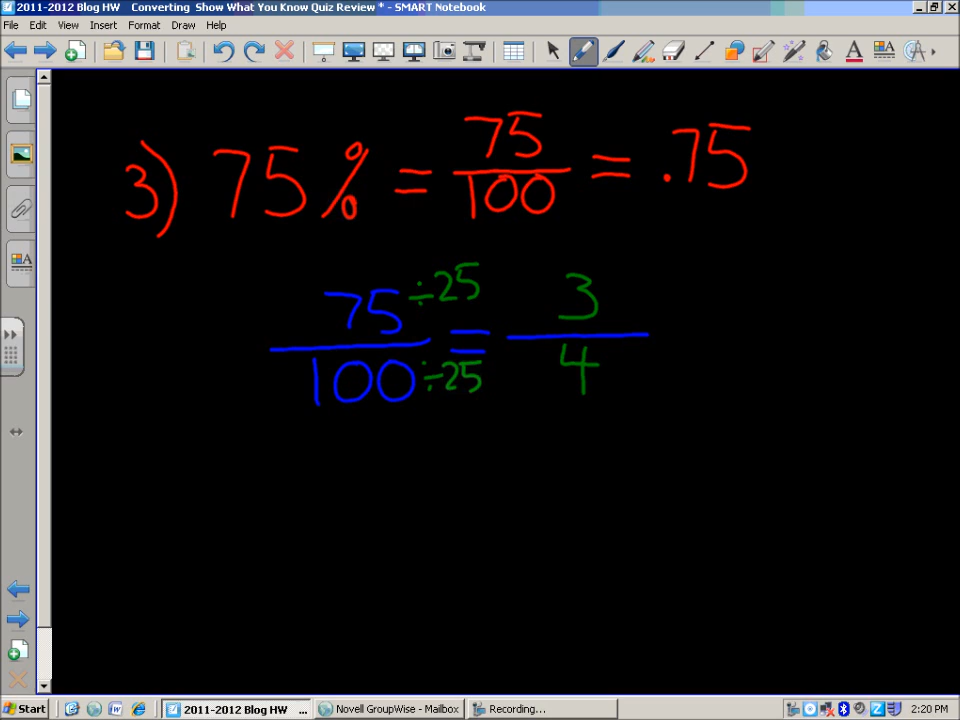 2011-2012 Blog HW Converting Show What You Know Quiz Review * - SMART Notebook
File Edit View Insert Format Draw Help
3) 75% = 75/100 = .75
75 ÷25 = 3
100 ÷25 4
Start 2011-2012 Blog HW ... Novell GroupWise - Mailbox Recording... 2:20 PM